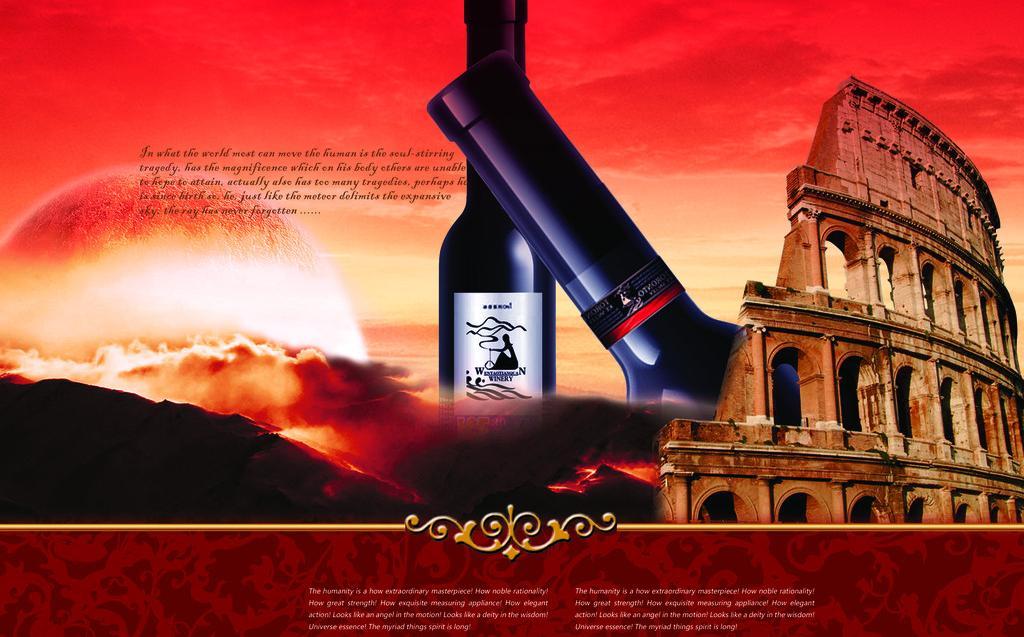 In what the world most can move the human is the soul-stirring
tragedy, has the magnificence which on his body others are unable
to hope to attain, actually also has too many tragedies, perhaps he
is since birth so, he, just like the meteor delimits the expansive
sky, the ray has never forgotten ......
WENTAOTIANQUAN
WINERY
The humanity is a how extraordinary masterpiece! How noble rationality!
How great strength! How exquisite measuring appliance! How elegant
action! Looks like an angel in the motion! Looks like a deity in the wisdom!
Universe essence! The myriad things spirit is long!
The humanity is a how extraordinary masterpiece! How noble rationality!
How great strength! How exquisite measuring appliance! How elegant
action! Looks like an angel in the motion! Looks like a deity in the wisdom!
Universe essence! The myriad things spirit is long!